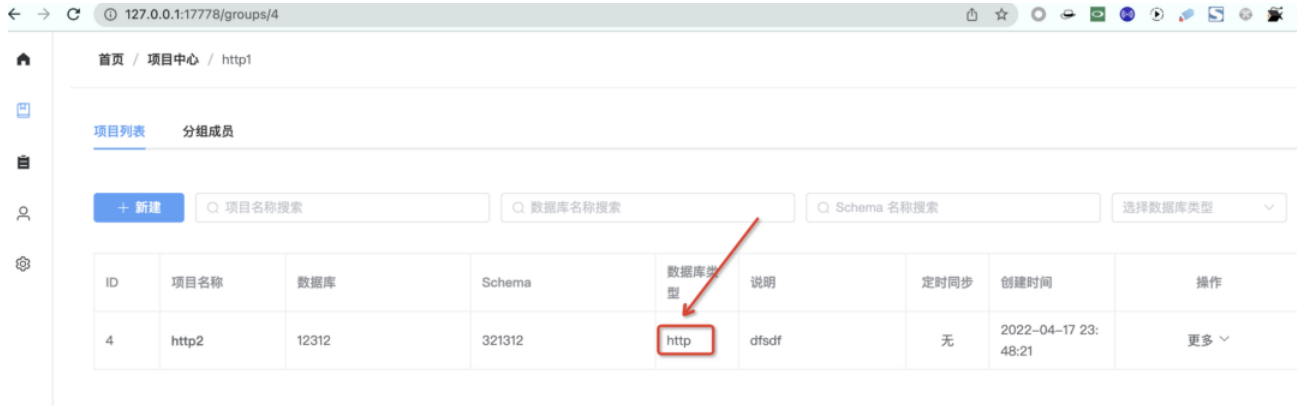 127.0.0.1:17778/groups/4
首页 / 项目中心 / http1
项目列表 分组成员
+ 新建 项目名称搜索 数据库名称搜索 Schema 名称搜索 选择数据库类型
ID 项目名称 数据库 Schema 数据库类型 说明 定时同步 创建时间 操作
4 http2 12312 321312 http dfsdf 无 2022-04-17 23:
48:21 更多